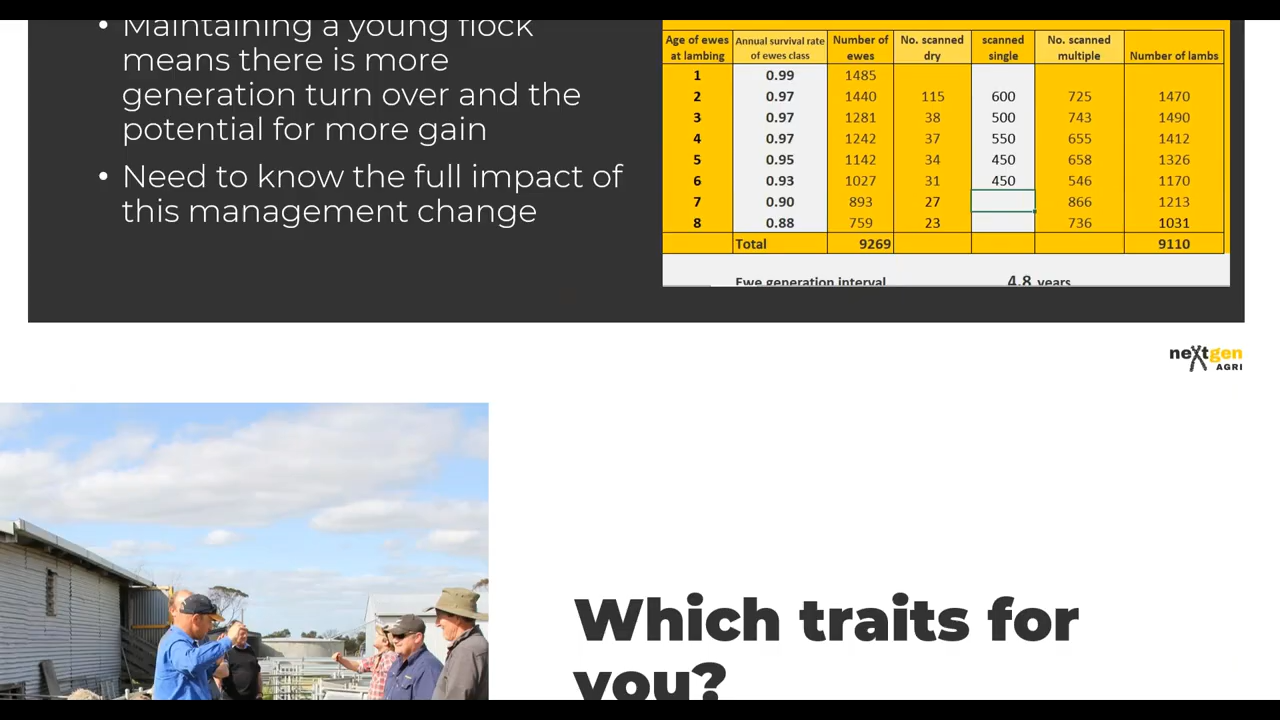 • Maintaining a young flock
means there is more
generation turn over and the
potential for more gain
• Need to know the full impact of
this management change
Age of ewes at lambing Annual survival rate of ewes class Number of ewes No. scanned dry scanned single No. scanned multiple Number of lambs
1 0.99 1485
2 0.97 1440 115 600 725 1470
3 0.97 1281 38 500 743 1490
4 0.97 1242 37 550 655 1412
5 0.95 1142 34 450 658 1326
6 0.93 1027 31 450 546 1170
7 0.90 893 27 866 1213
8 0.88 759 23 736 1031
Total 9269 9110
Ewe generation interval 4.8 years
nextgen
AGRI
Which traits for
you?